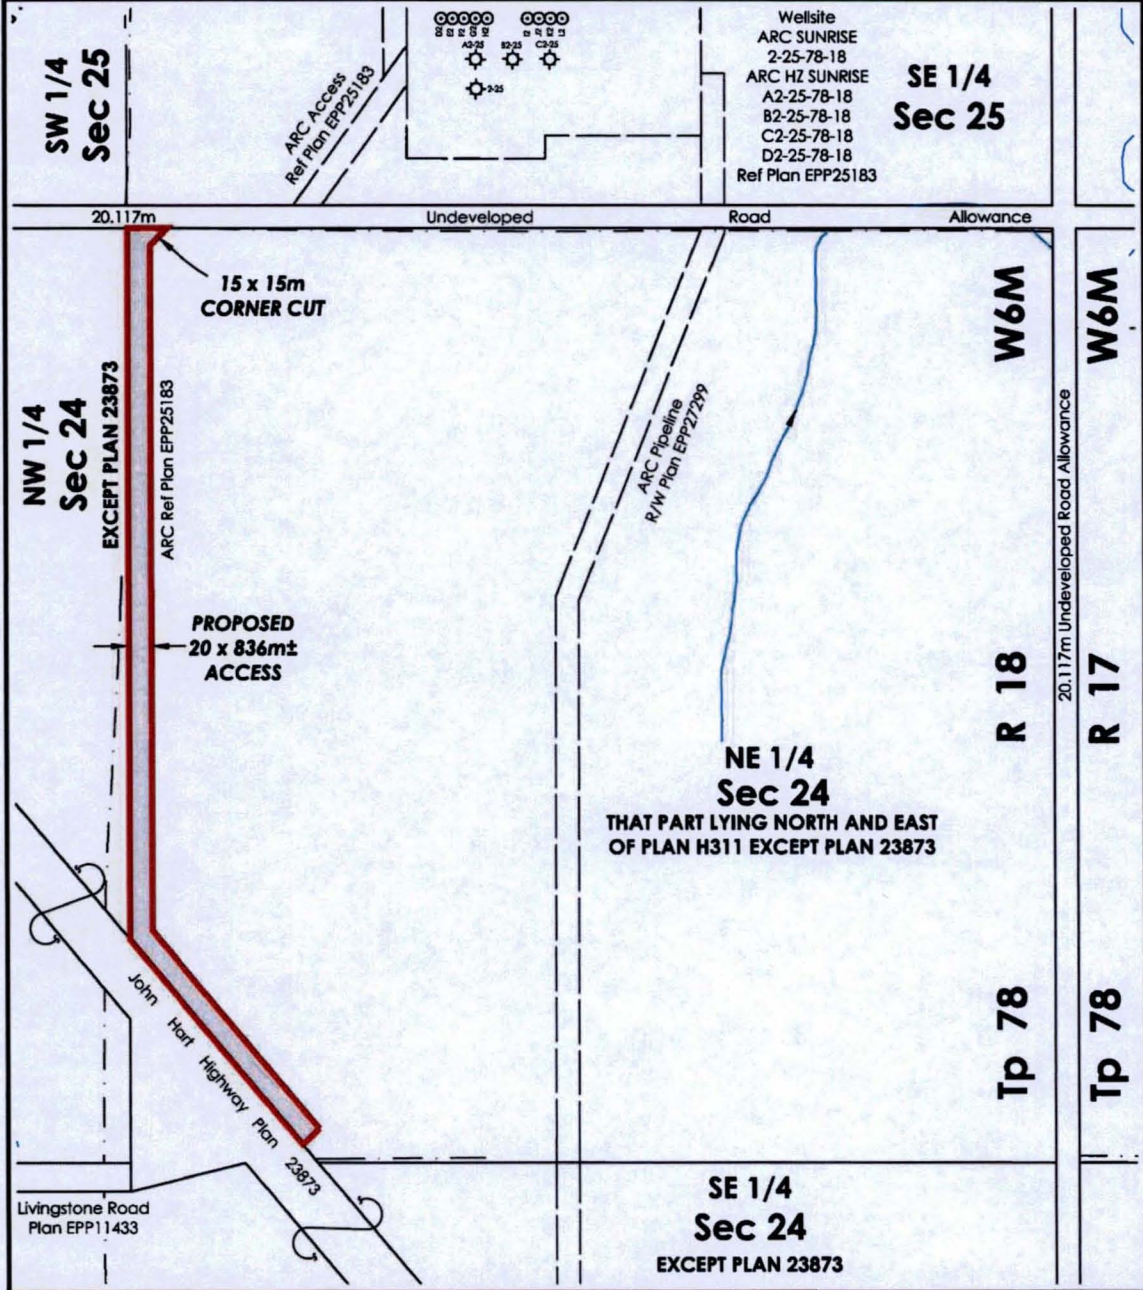 SW 1/4
Sec 25
ARC Access
Ref Plan EPP25183
A2-25
B2-25
C2-25
2-25
Wellsite
ARC SUNRISE
2-25-78-18
ARC HZ SUNRISE
A2-25-78-18
B2-25-78-18
C2-25-78-18
D2-25-78-18
Ref Plan EPP25183
SE 1/4
Sec 25
20.117m
Undeveloped Road Allowance
15 x 15m
CORNER CUT
NW 1/4
Sec 24
EXCEPT PLAN 23873
ARC Ref Plan EPP25183
PROPOSED
20 x 836m±
ACCESS
ARC Pipeline
R/W Plan EPP27299
NE 1/4
Sec 24
THAT PART LYING NORTH AND EAST
OF PLAN H311 EXCEPT PLAN 23873
Tp 78 R 18 W6M
20.117m Undeveloped Road Allowance
Tp 78 R 17 W6M
John Hart Highway Plan 23873
Livingstone Road
Plan EPP11433
SE 1/4
Sec 24
EXCEPT PLAN 23873